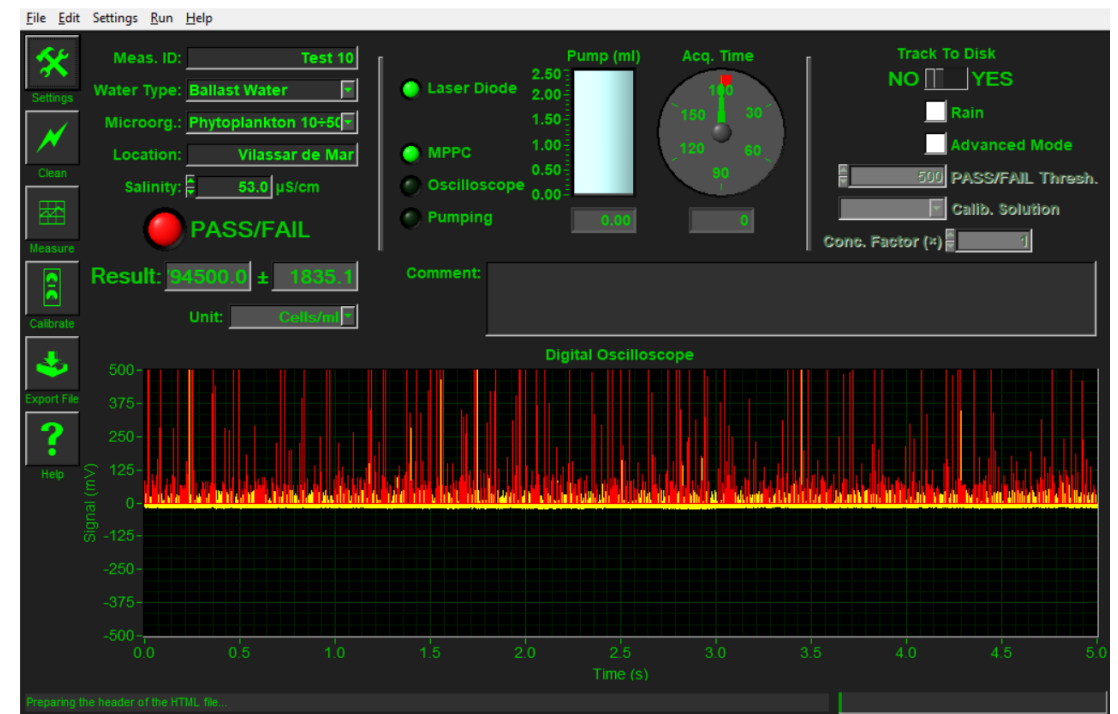 File Edit Settings Run Help
Settings
Clean
Measure
Calibrate
Export File
Help
Meas. ID: Test 10
Water Type: Ballast Water
Microorg.: Phytoplankton 10÷50
Location: Vilassar de Mar
Salinity: 53.0 µS/cm
PASS/FAIL
Result: 94500.0 ± 1835.1
Unit: Cells/ml
Laser Diode
MPPC
Oscilloscope
Pumping
Pump (ml)
2.50
2.00
1.50
1.00
0.50
0.00
0.00
Acq. Time
30
60
90
120
150
0
Track To Disk
NO YES
Rain
Advanced Mode
500 PASS/FAIL Thresh.
Calib. Solution
Conc. Factor (×) 1
Comment:
Digital Oscilloscope
Signal (mV)
500
375
250
125
0
-125
-250
-375
-500
0.0 0.5 1.0 1.5 2.0 2.5 3.0 3.5 4.0 4.5 5.0
Time (s)
Preparing the header of the HTML file...